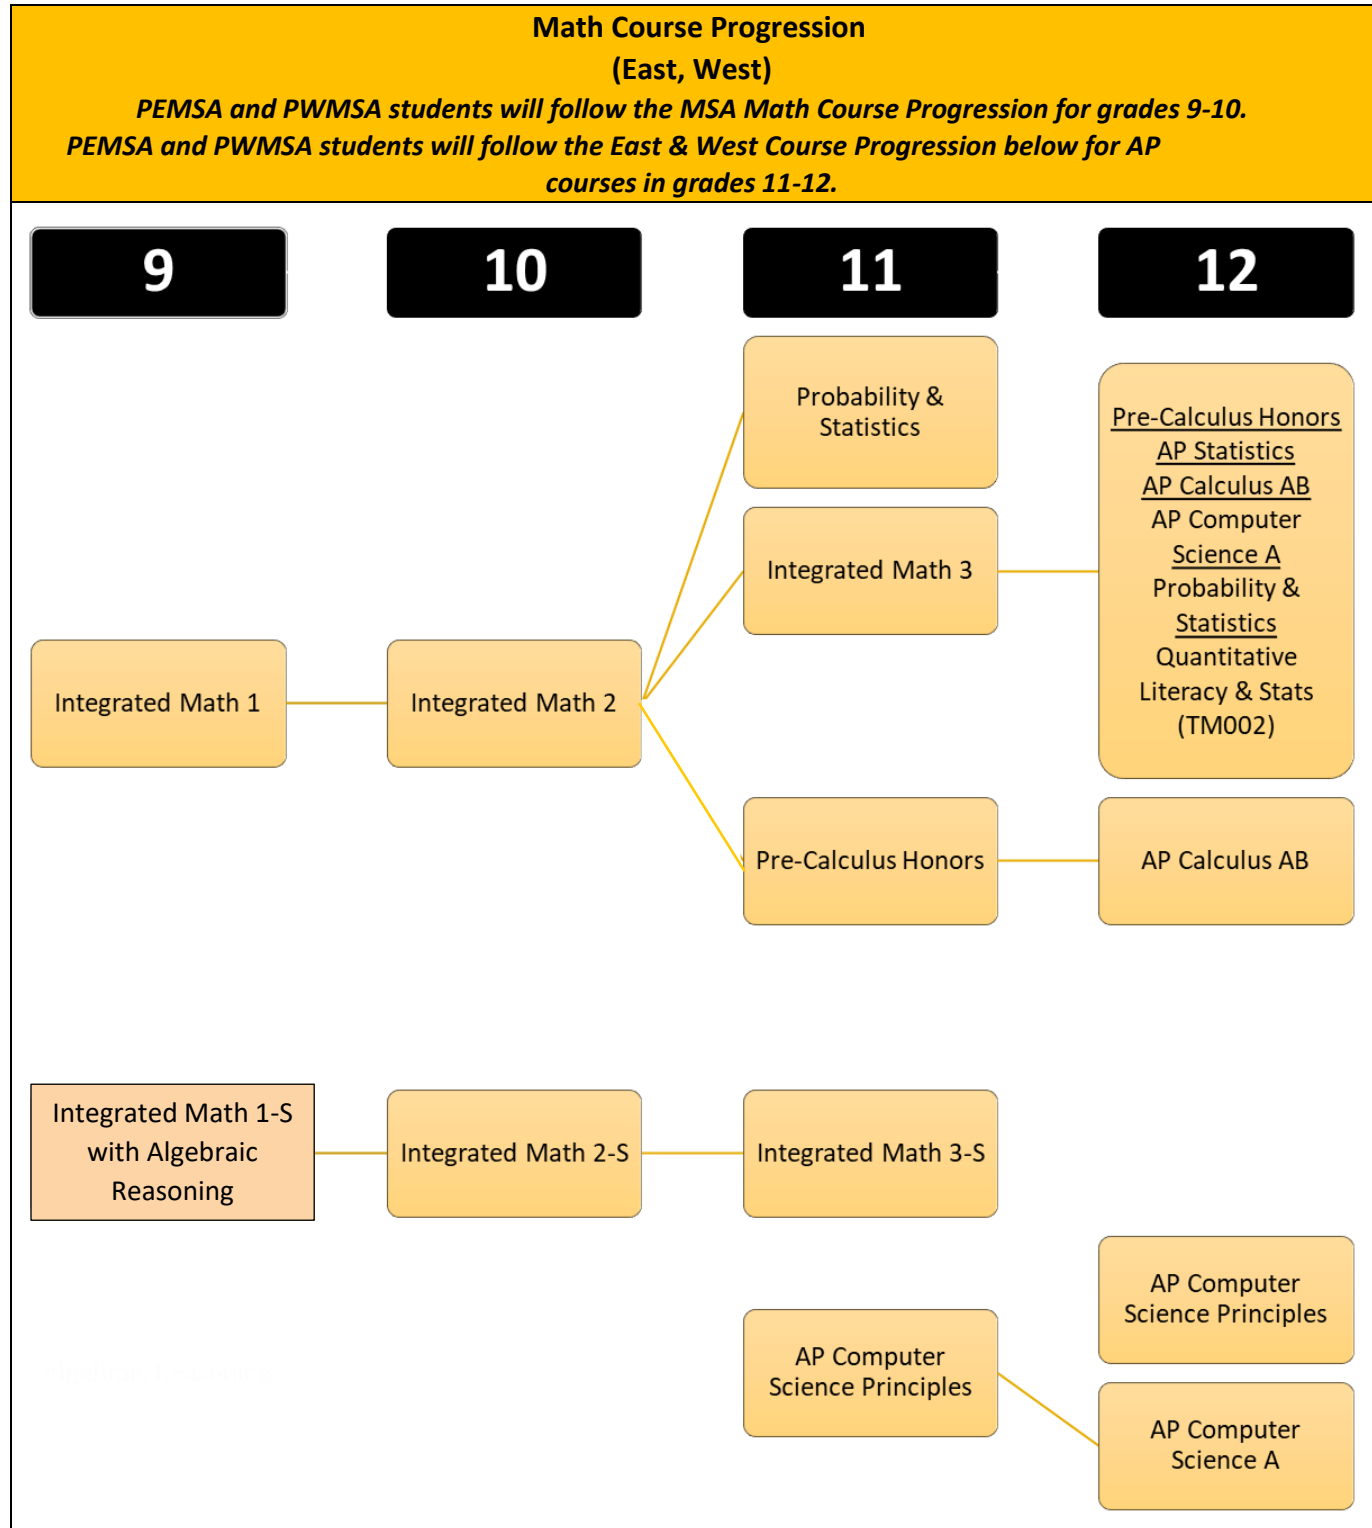 Math Course Progression
(East, West)
PEMSA and PWMSA students will follow the MSA Math Course Progression for grades 9-10.
PEMSA and PWMSA students will follow the East & West Course Progression below for AP
courses in grades 11-12.
9
10
11
12
Probability &
Statistics
Integrated Math 3
Pre-Calculus Honors
AP Statistics
AP Calculus AB
AP Computer
Science A
Probability &
Statistics
Quantitative
Literacy & Stats
(TM002)
Integrated Math 1
Integrated Math 2
Pre-Calculus Honors
AP Calculus AB
Integrated Math 1-S
with Algebraic
Reasoning
Integrated Math 2-S
Integrated Math 3-S
AP Computer
Science Principles
AP Computer
Science Principles
AP Computer
Science A